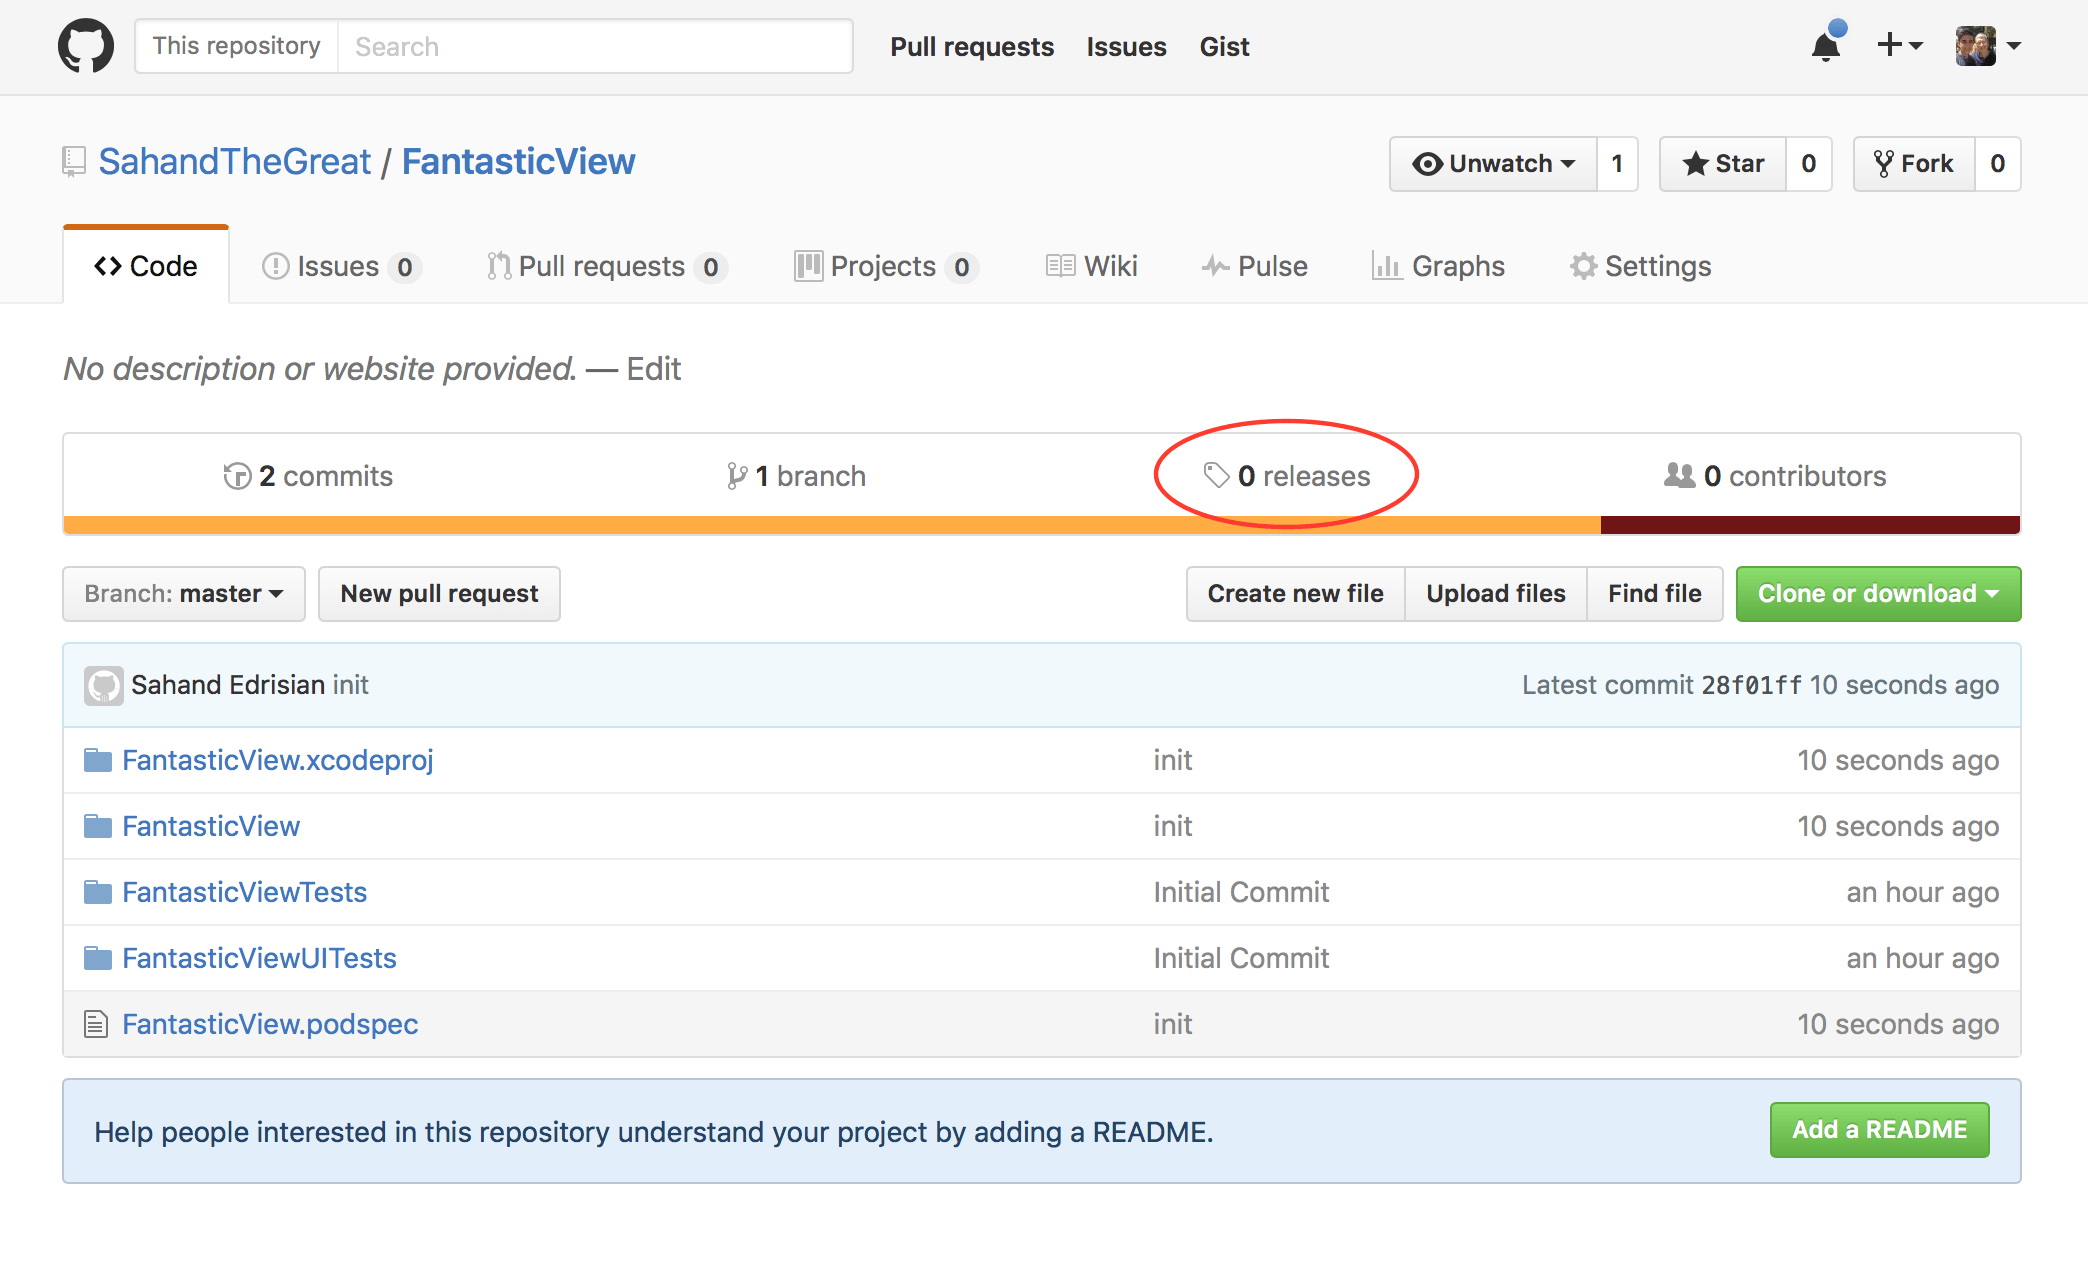 This repository Search Pull requests Issues Gist
SahandTheGreat / FantasticView Unwatch 1 Star 0 Fork 0
Code Issues 0 Pull requests 0 Projects 0 Wiki Pulse Graphs Settings
No description or website provided. — Edit
2 commits 1 branch 0 releases 0 contributors
Branch: master New pull request Create new file Upload files Find file Clone or download
Sahand Edrisian init Latest commit 28f01ff 10 seconds ago
FantasticView.xcodeproj init 10 seconds ago
FantasticView init 10 seconds ago
FantasticViewTests Initial Commit an hour ago
FantasticViewUITests Initial Commit an hour ago
FantasticView.podspec init 10 seconds ago
Help people interested in this repository understand your project by adding a README. Add a README